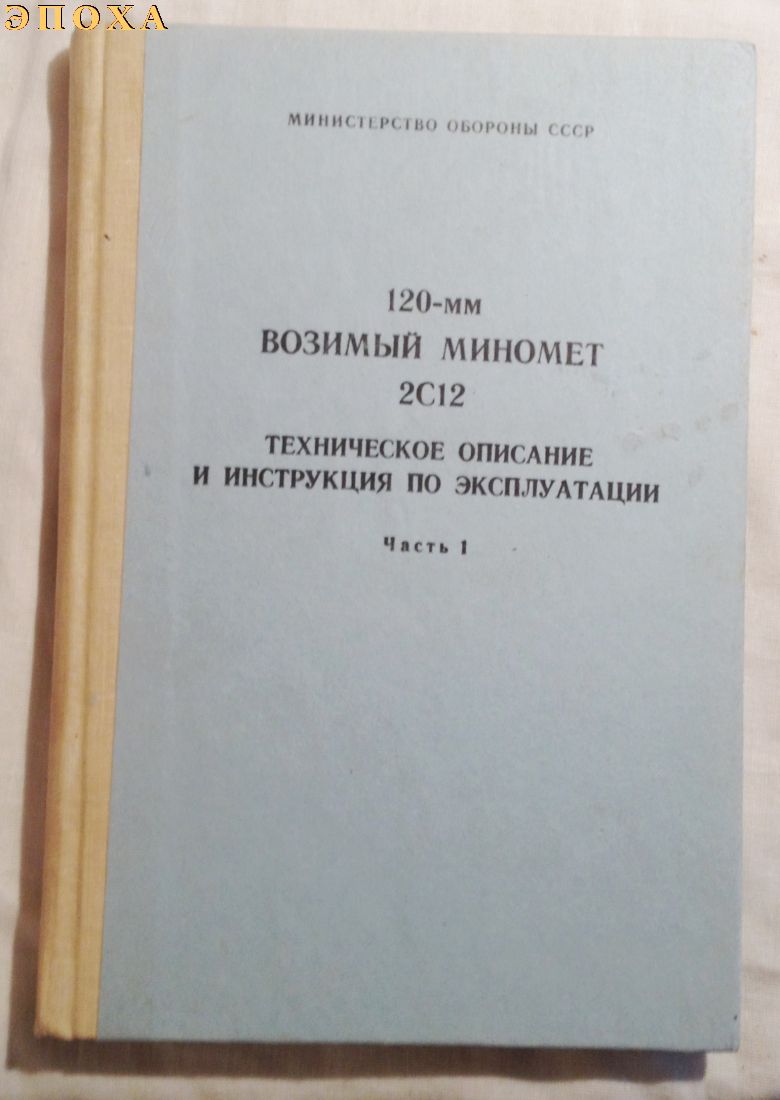 ЭПОХА
МИНИСТЕРСТВО ОБОРОНЫ СССР
120-мм
ВОЗИМЫЙ МИНОМЕТ
2С12
ТЕХНИЧЕСКОЕ ОПИСАНИЕ
И ИНСТРУКЦИЯ ПО ЭКСПЛУАТАЦИИ
Часть 1